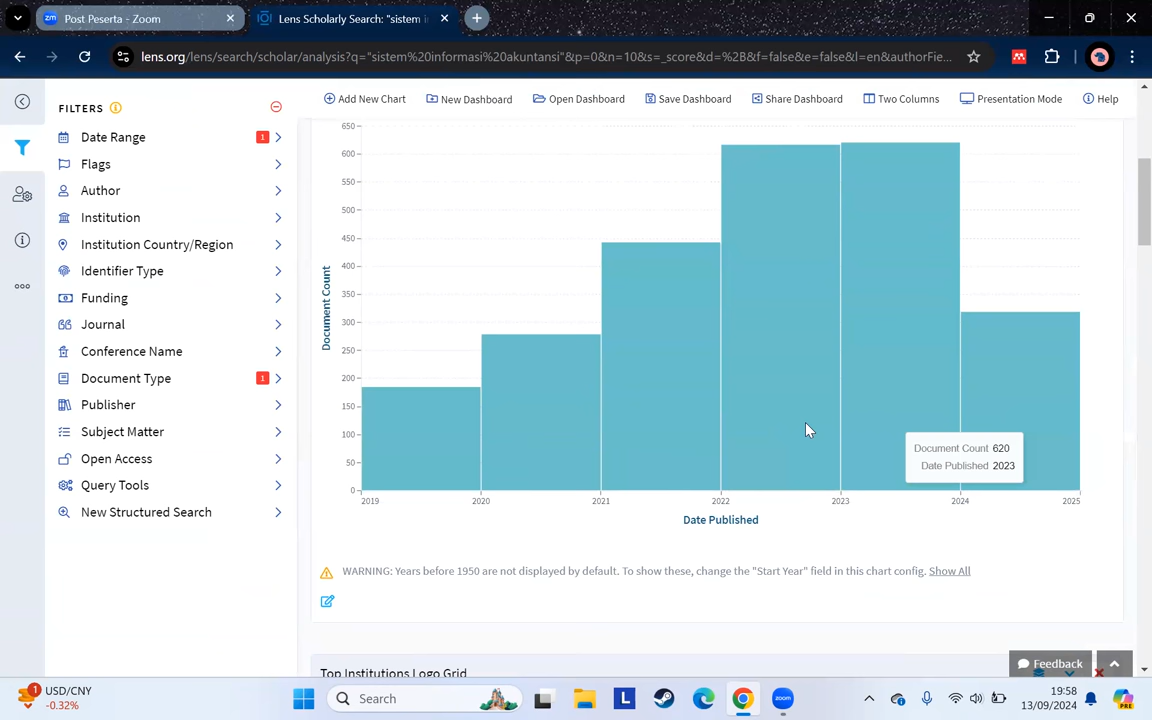 Post Peserta - Zoom
Lens Scholarly Search: "sistem in
lens.org/lens/search/scholar/analysis?q="sistem%20informasi%20akuntansi"&p=0&n=10&s=_score&d=%2B&f=false&e=false&l=en&authorFie...
FILTERS
Add New Chart
New Dashboard
Open Dashboard
Save Dashboard
Share Dashboard
Two Columns
Presentation Mode
Help
Date Range 1
Flags
Author
Institution
Institution Country/Region
Identifier Type
Funding
Journal
Conference Name
Document Type 1
Publisher
Subject Matter
Open Access
Query Tools
New Structured Search
650
600
550
500
450
400
350
300
250
200
150
100
50
0
Document Count
2019 2020 2021 2022 2023 2024 2025
Date Published
Document Count 620
Date Published 2023
WARNING: Years before 1950 are not displayed by default. To show these, change the "Start Year" field in this chart config. Show All
Top Institutions Logo Grid
Feedback
1
USD/CNY
-0.32%
Search
L
zoom
19:58
13/09/2024
PRE